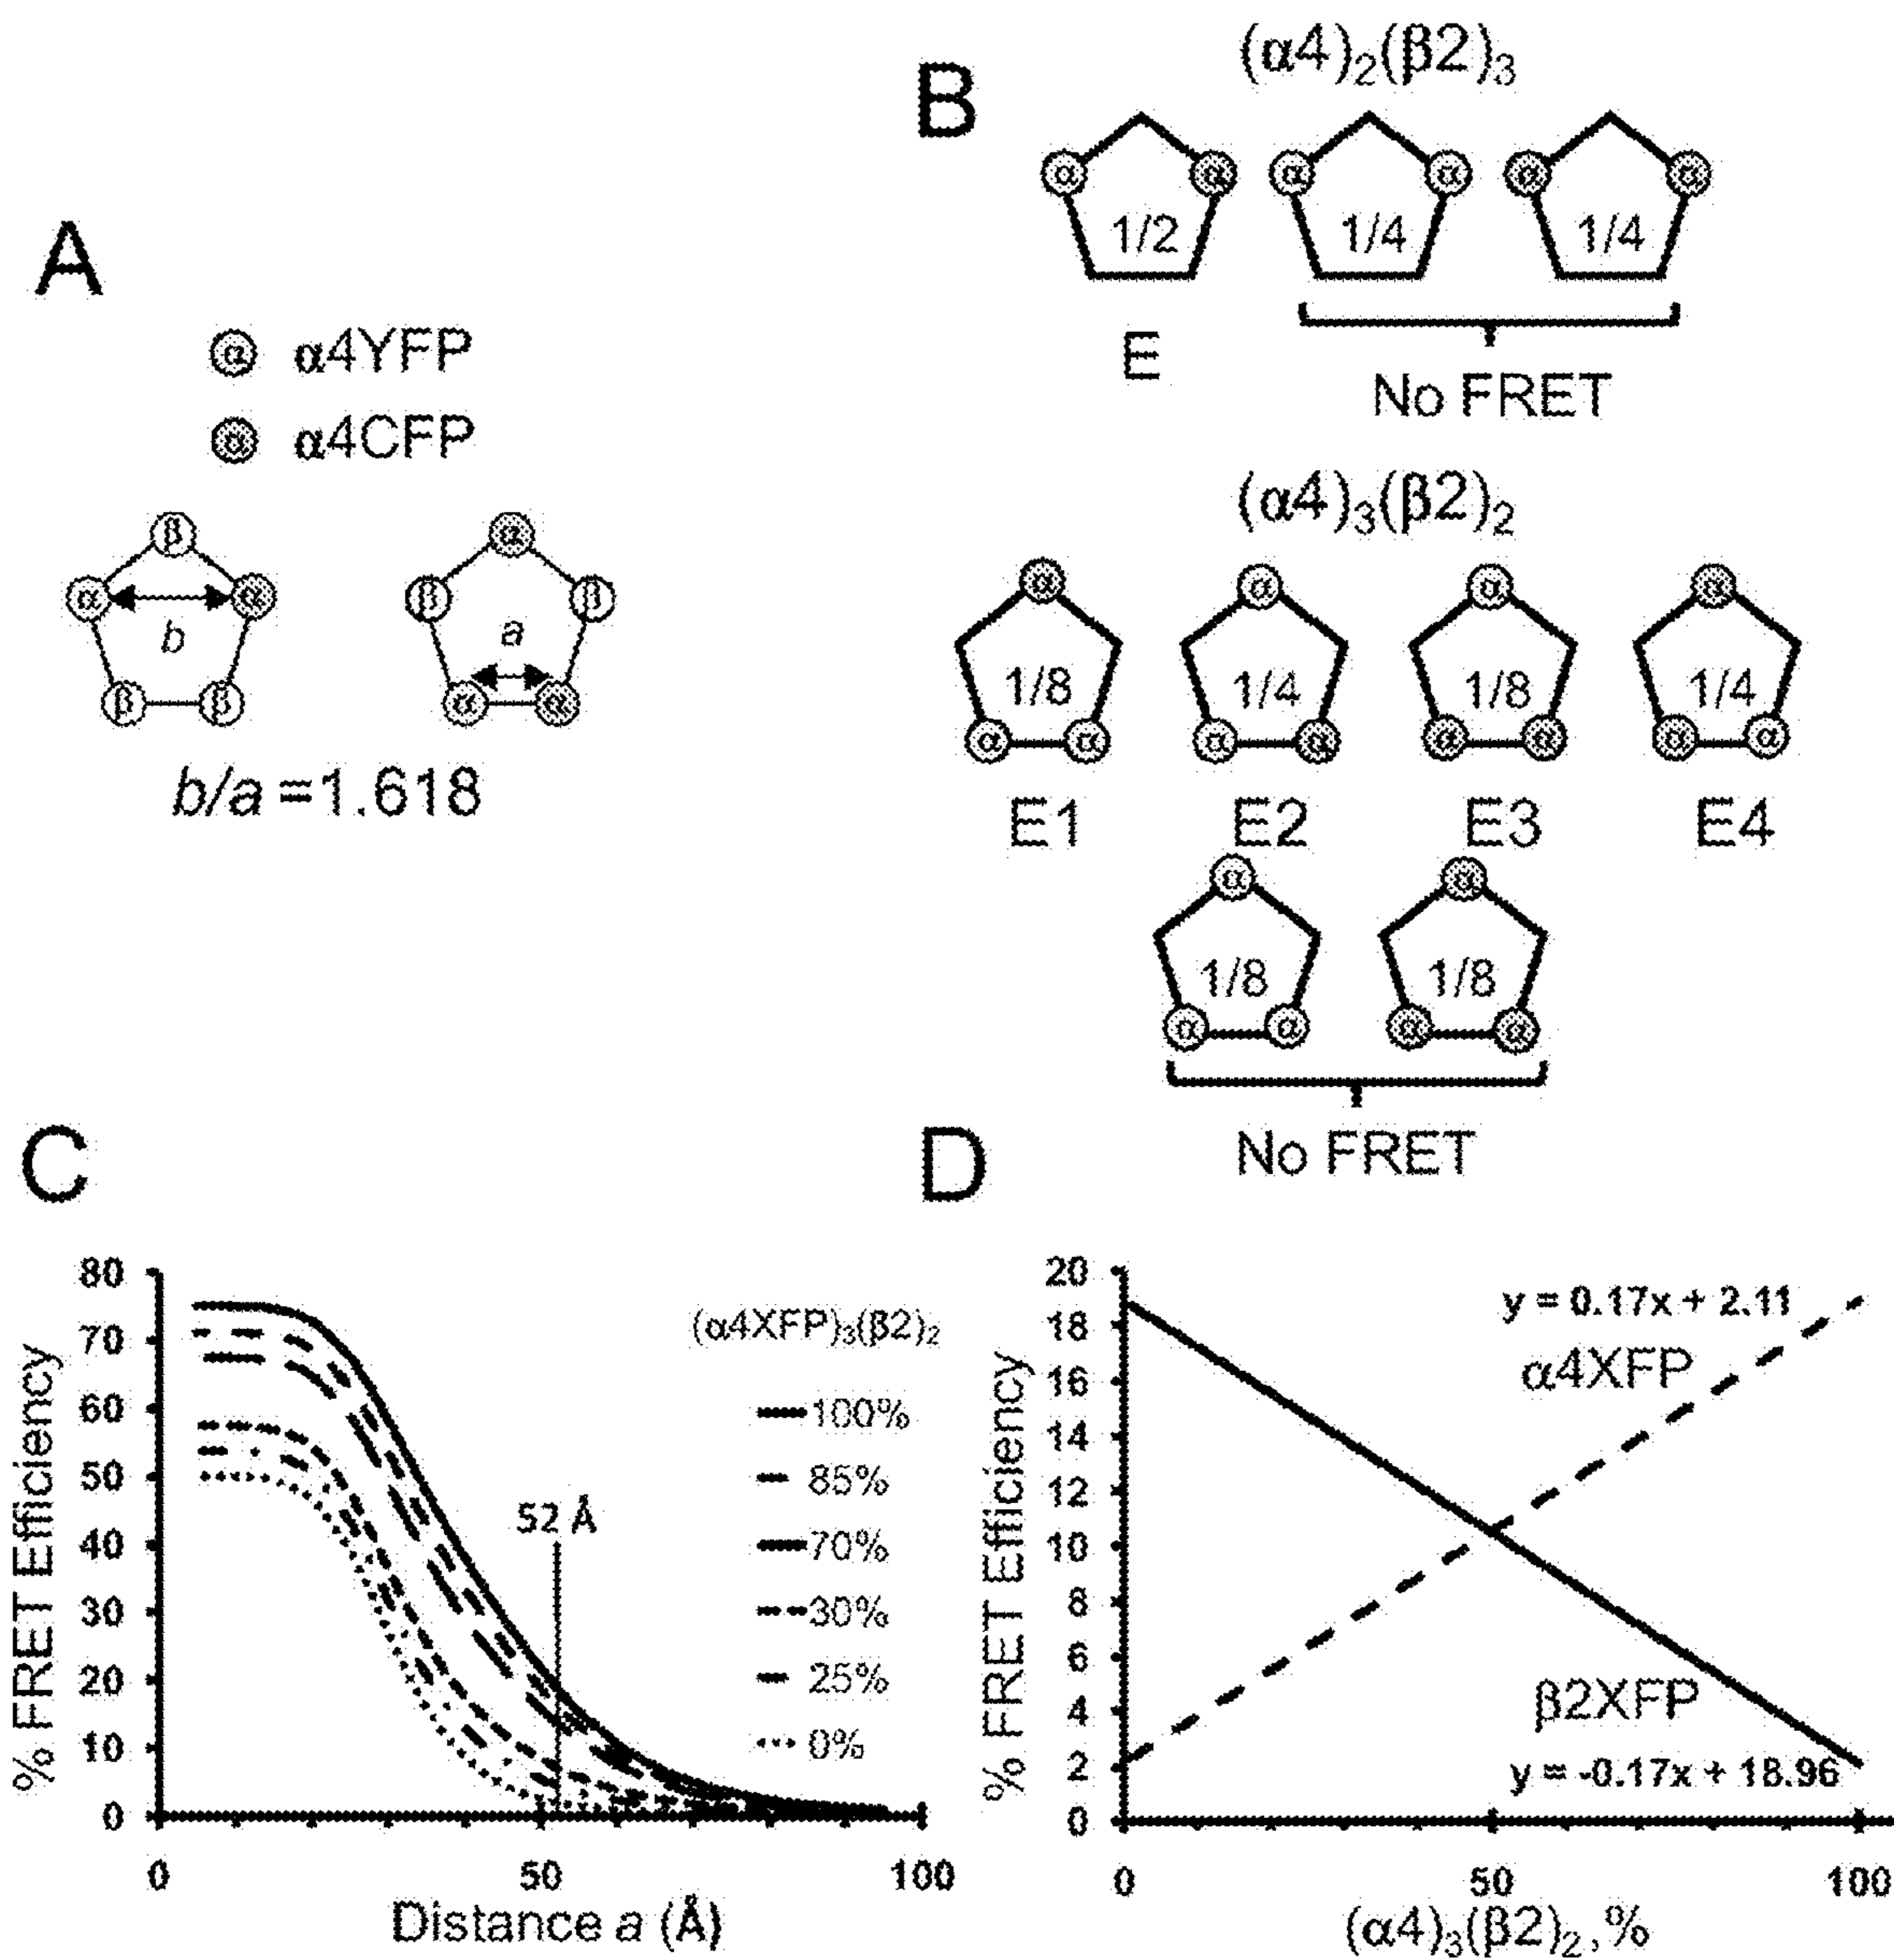 A
α α4YFP
α α4CFP
β
α α
b
β β
α
β β
a
α α
b/a =1.618
B
(α4)₂(β2)₃
α α α α α α
1/2 1/4 1/4
E
No FRET
(α4)₃(β2)₂
α α α α
1/8 1/4 1/8 1/4
α α α α α α α α
E1 E2 E3 E4
α α
1/8 1/8
α α α α
No FRET
C
80
70
60
50
40
30
20
10
0
% FRET Efficiency
(α4XFP)₃(β2)₂
100%
85%
70%
30%
25%
0%
52 Å
0 50 100
Distance a (Å)
D
20
18
16
14
12
10
8
6
4
2
0
% FRET Efficiency
y = 0.17x + 2.11
α4XFP
β2XFP
y = -0.17x + 18.96
0 50 100
(α4)₃(β2)₂,%